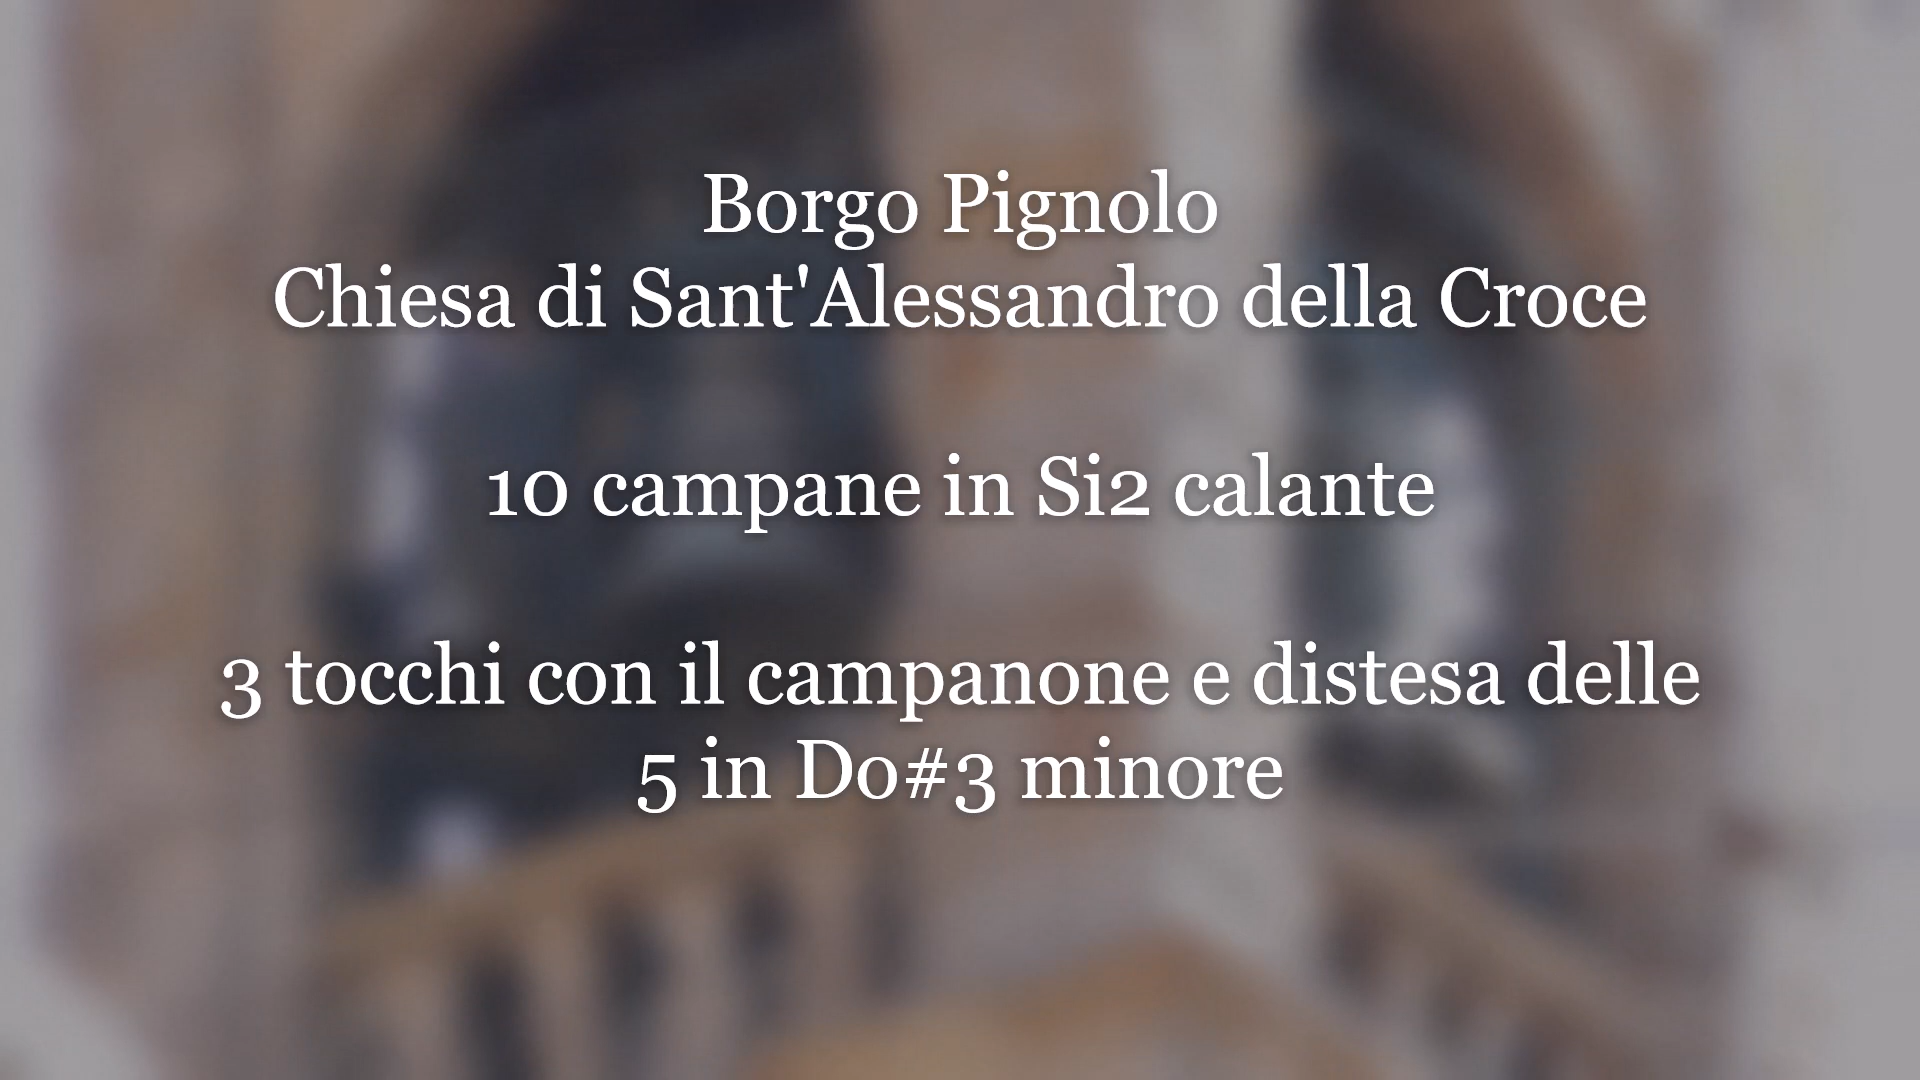 Borgo Pignolo
Chiesa di Sant'Alessandro della Croce
10 campane in Si2 calante
3 tocchi con il campanone e distesa delle
5 in Do#3 minore